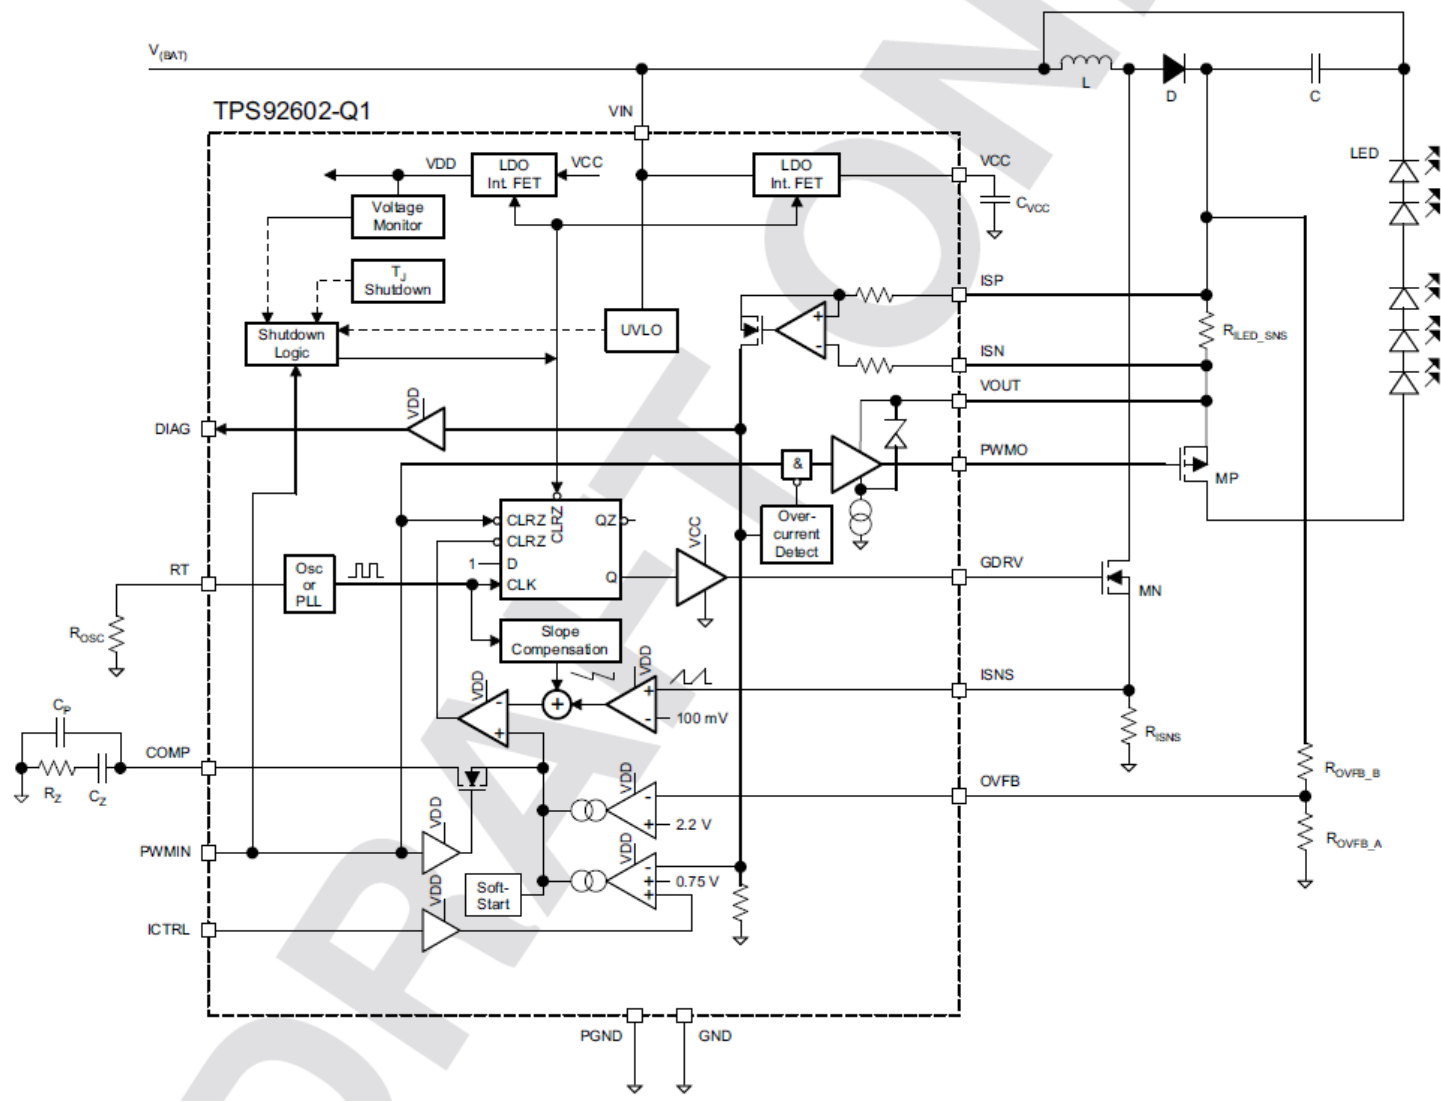 V(BAT)
L
D
C
TPS92602-Q1
VIN
LED
VDD
LDO
Int. FET
VCC
LDO
Int. FET
VCC
Voltage
Monitor
CVCC
TJ
Shutdown
ISP
Shutdown
Logic
UVLO
+
-
RILED_SNS
ISN
VOUT
VDD
DIAG
&
PWMO
MP
CLRZ
CLRZ
QZ
CLRZ
Over-
current
Detect
VCC
1
D
RT
Osc
or
PLL
CLK
Q
GDRV
MN
ROSC
Slope
Compensation
VDD
ISNS
VDD
-
+
+
+
-
100 mV
RISNS
CP
COMP
RZ
CZ
VDD
OVFB
ROVFB_B
-
+
2.2 V
VDD
VDD
PWMIN
ROVFB_A
-
+
+
0.75 V
Soft-
Start
VDD
ICTRL
PGND
GND
DRAFT ON